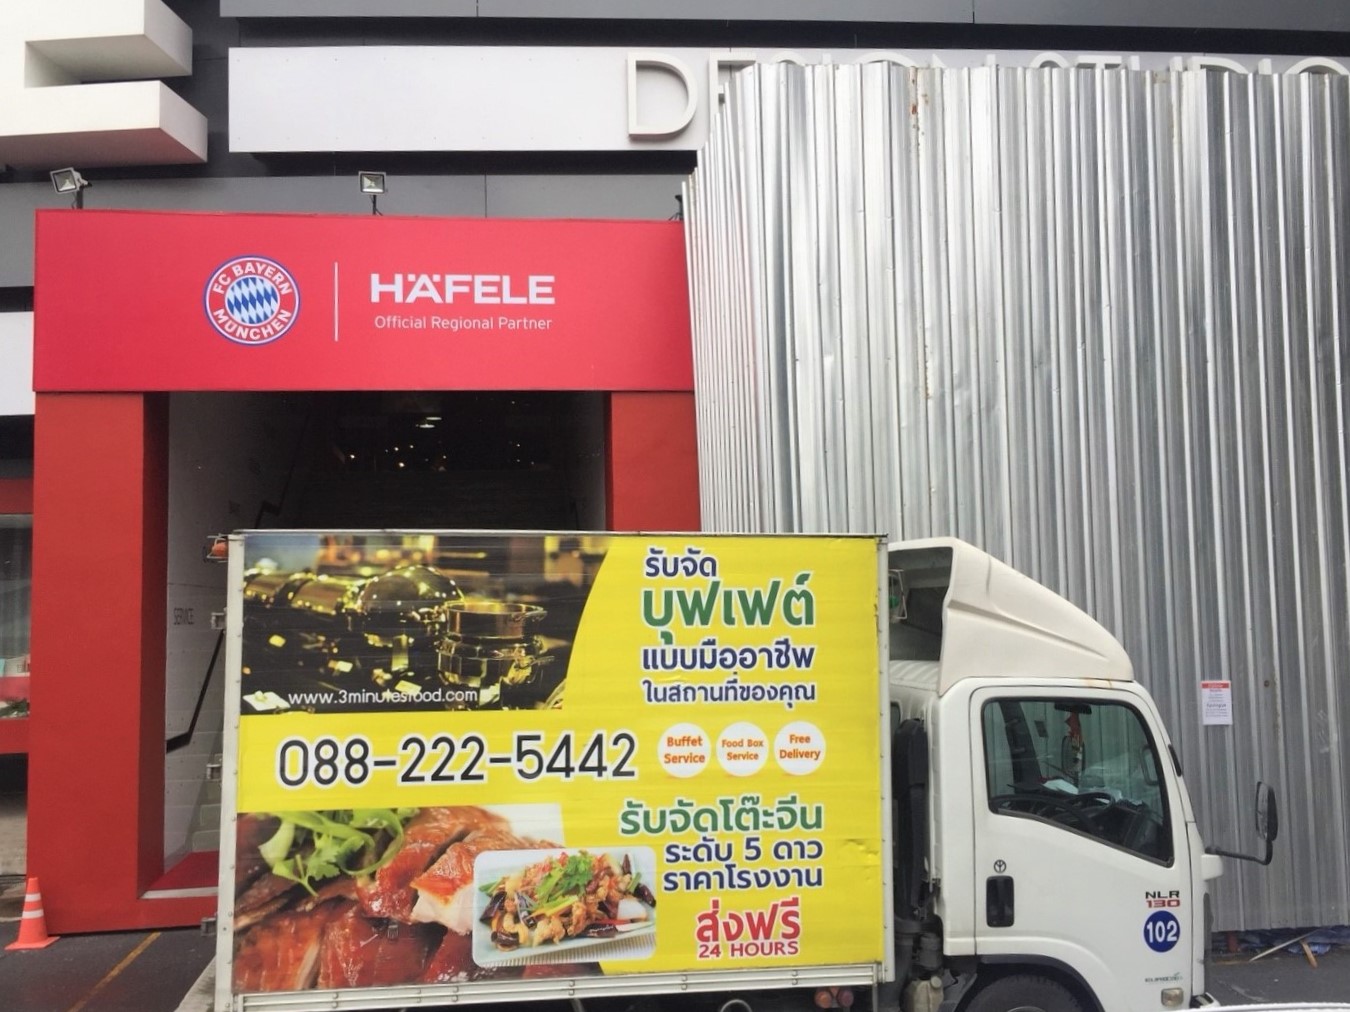 DESIGN STUDIO
FC BAYERN
MÜNCHEN
HÄFELE
Official Regional Partner
SERVICE
รับจัด
บุฟเฟต์
แบบมืออาชีพ
ในสถานที่ของคุณ
www.3minutesfood.com
088-222-5442
Buffet
Service
Food Box
Service
Free
Delivery
รับจัดโต๊ะจีน
ระดับ 5 ดาว
ราคาโรงงาน
ส่งฟรี
24 HOURS
NLR
130
102